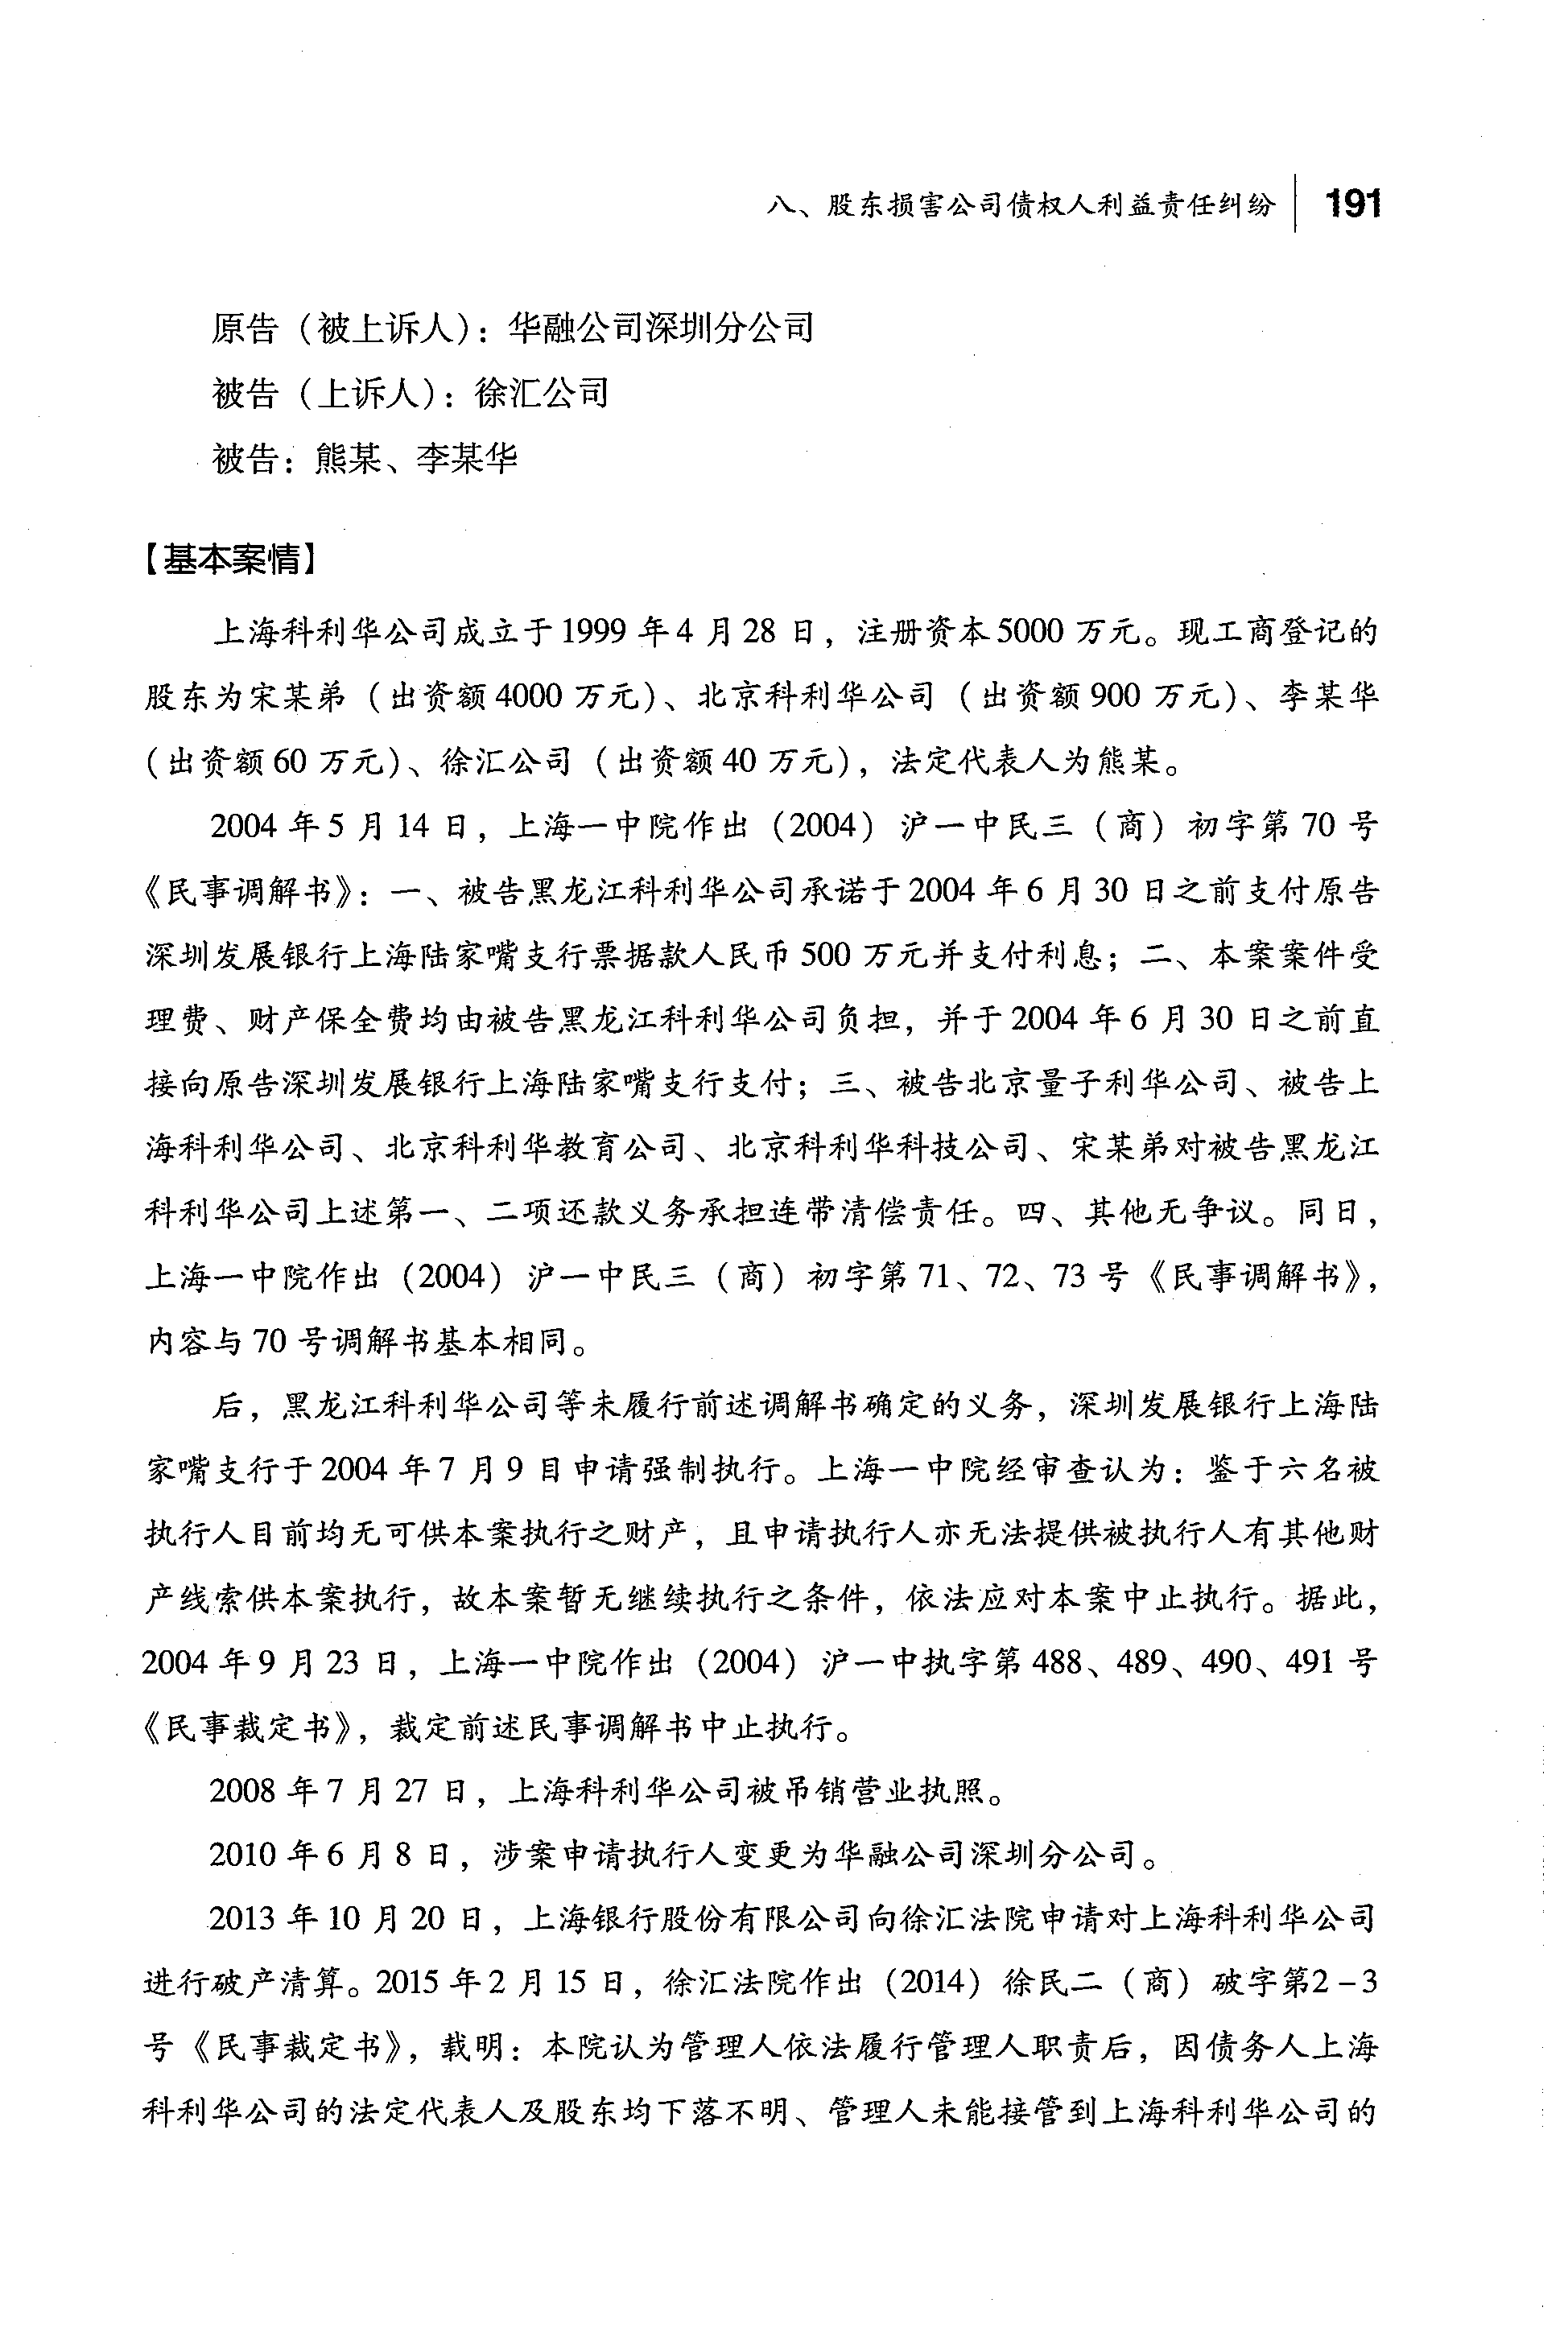 八、股东损害公司债权人利益责任纠纷 191
原告（被上诉人）：华融公司深圳分公司
被告（上诉人）：徐汇公司
被告：熊某、李某华
【基本案情】
上海科利华公司成立于1999年4月28日，注册资本5000万元。现工商登记的
股东为宋某弟（出资额4000万元）、北京科利华公司（出资额900万元）、李某华
（出资额60万元）、徐汇公司（出资额40万元），法定代表人为熊某。
2004年5月14日，上海一中院作出（2004）沪一中民三（商）初字第70号
《民事调解书》：一、被告黑龙江科利华公司承诺于2004年6月30日之前支付原告
深圳发展银行上海陆家嘴支行票据款人民币500万元并支付利息；二、本案案件受
理费、财产保全费均由被告黑龙江科利华公司负担，并于2004年6月30日之前直
接向原告深圳发展银行上海陆家嘴支行支付；三、被告北京量子利华公司、被告上
海科利华公司、北京科利华教育公司、北京科利华科技公司、宋某弟对被告黑龙江
科利华公司上述第一、二项还款义务承担连带清偿责任。四、其他无争议。同日，
上海一中院作出（2004）沪一中民三（商）初字第71、72、73号《民事调解书》，
内容与70号调解书基本相同。
后，黑龙江科利华公司等未履行前述调解书确定的义务，深圳发展银行上海陆
家嘴支行于2004年7月9日申请强制执行。上海一中院经审查认为：鉴于六名被
执行人目前均无可供本案执行之财产，且申请执行人亦无法提供被执行人有其他财
产线索供本案执行，故本案暂无继续执行之条件，依法应对本案中止执行。据此，
2004年9月23日，上海一中院作出（2004）沪一中执字第488、489、490、491号
《民事裁定书》，裁定前述民事调解书中止执行。
2008年7月27日，上海科利华公司被吊销营业执照。
2010年6月8日，涉案申请执行人变更为华融公司深圳分公司。
2013年10月20日，上海银行股份有限公司向徐汇法院申请对上海科利华公司
进行破产清算。2015年2月15日，徐汇法院作出（2014）徐民二（商）破字第2-3
号《民事裁定书》，载明：本院认为管理人依法履行管理人职责后，因债务人上海
科利华公司的法定代表人及股东均下落不明、管理人未能接管到上海科利华公司的